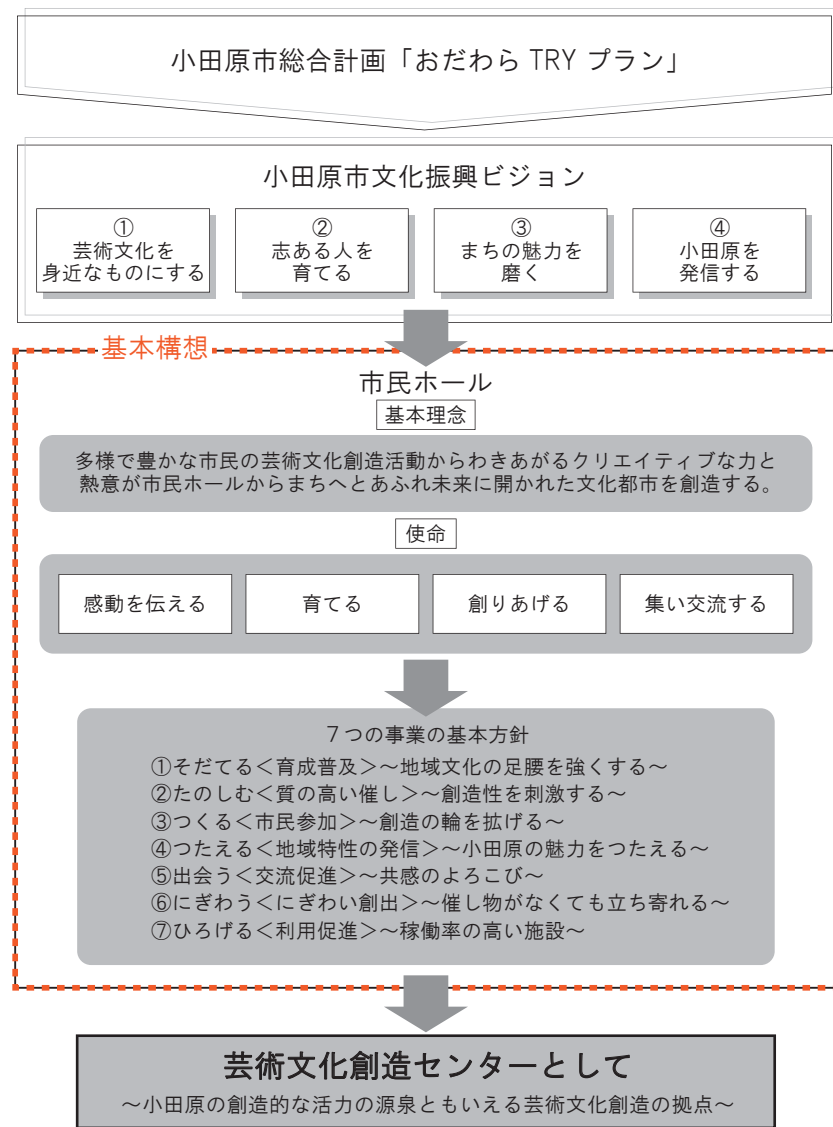 小田原市総合計画「おだわら TRY プラン」
小田原市文化振興ビジョン
①
芸術文化を
身近なものにする
②
志ある人を
育てる
③
まちの魅力を
磨く
④
小田原を
発信する
基本構想
市民ホール
基本理念
多様で豊かな市民の芸術文化創造活動からわきあがるクリエイティブな力と
熱意が市民ホールからまちへとあふれ未来に開かれた文化都市を創造する。
使命
感動を伝える
育てる
創りあげる
集い交流する
7つの事業の基本方針
①そだてる＜育成普及＞～地域文化の足腰を強くする～
②たのしむ＜質の高い催し＞～創造性を刺激する～
③つくる＜市民参加＞～創造の輪を拡げる～
④つたえる＜地域特性の発信＞～小田原の魅力をつたえる～
⑤出会う＜交流促進＞～共感のよろこび～
⑥にぎわう＜にぎわい創出＞～催し物がなくても立ち寄れる～
⑦ひろげる＜利用促進＞～稼働率の高い施設～
芸術文化創造センターとして
～小田原の創造的な活力の源泉ともいえる芸術文化創造の拠点～